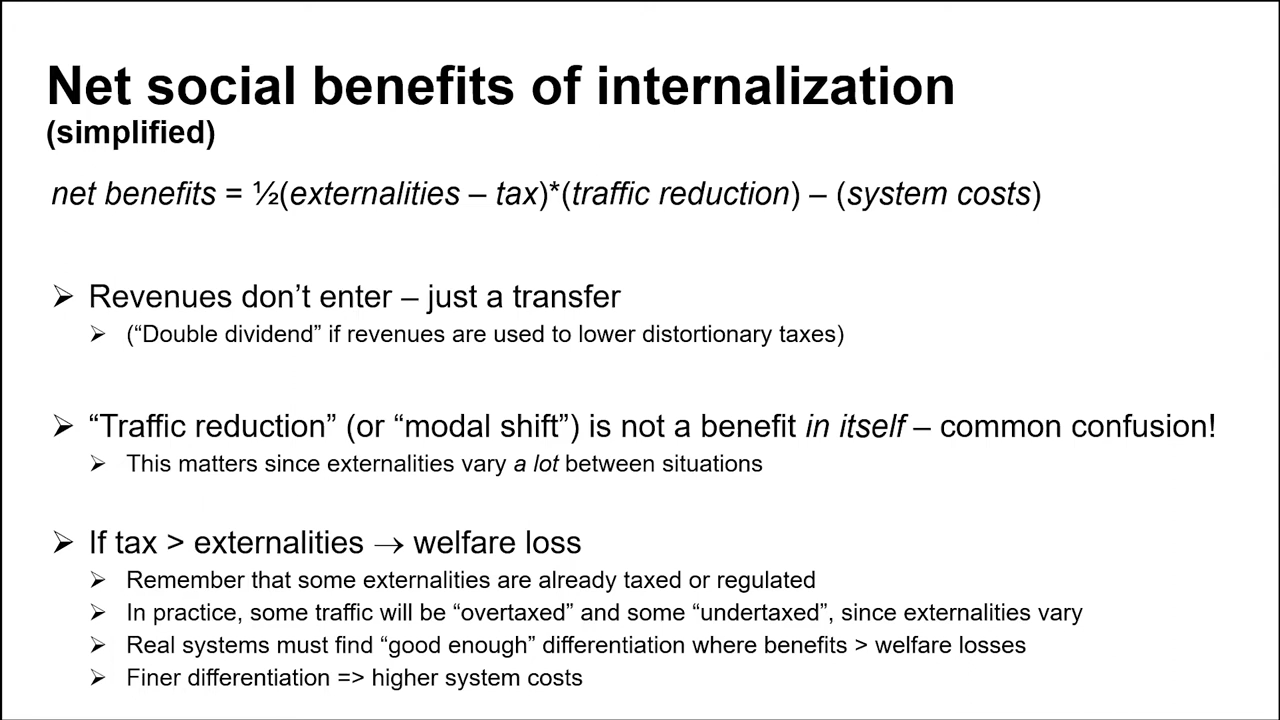 Net social benefits of internalization
(simplified)
net benefits = ½(externalities – tax)*(traffic reduction) – (system costs)
➢ Revenues don’t enter – just a transfer
➢ (“Double dividend” if revenues are used to lower distortionary taxes)
➢ “Traffic reduction” (or “modal shift”) is not a benefit in itself – common confusion!
➢ This matters since externalities vary a lot between situations
➢ If tax > externalities → welfare loss
➢ Remember that some externalities are already taxed or regulated
➢ In practice, some traffic will be “overtaxed” and some “undertaxed”, since externalities vary
➢ Real systems must find “good enough” differentiation where benefits > welfare losses
➢ Finer differentiation => higher system costs